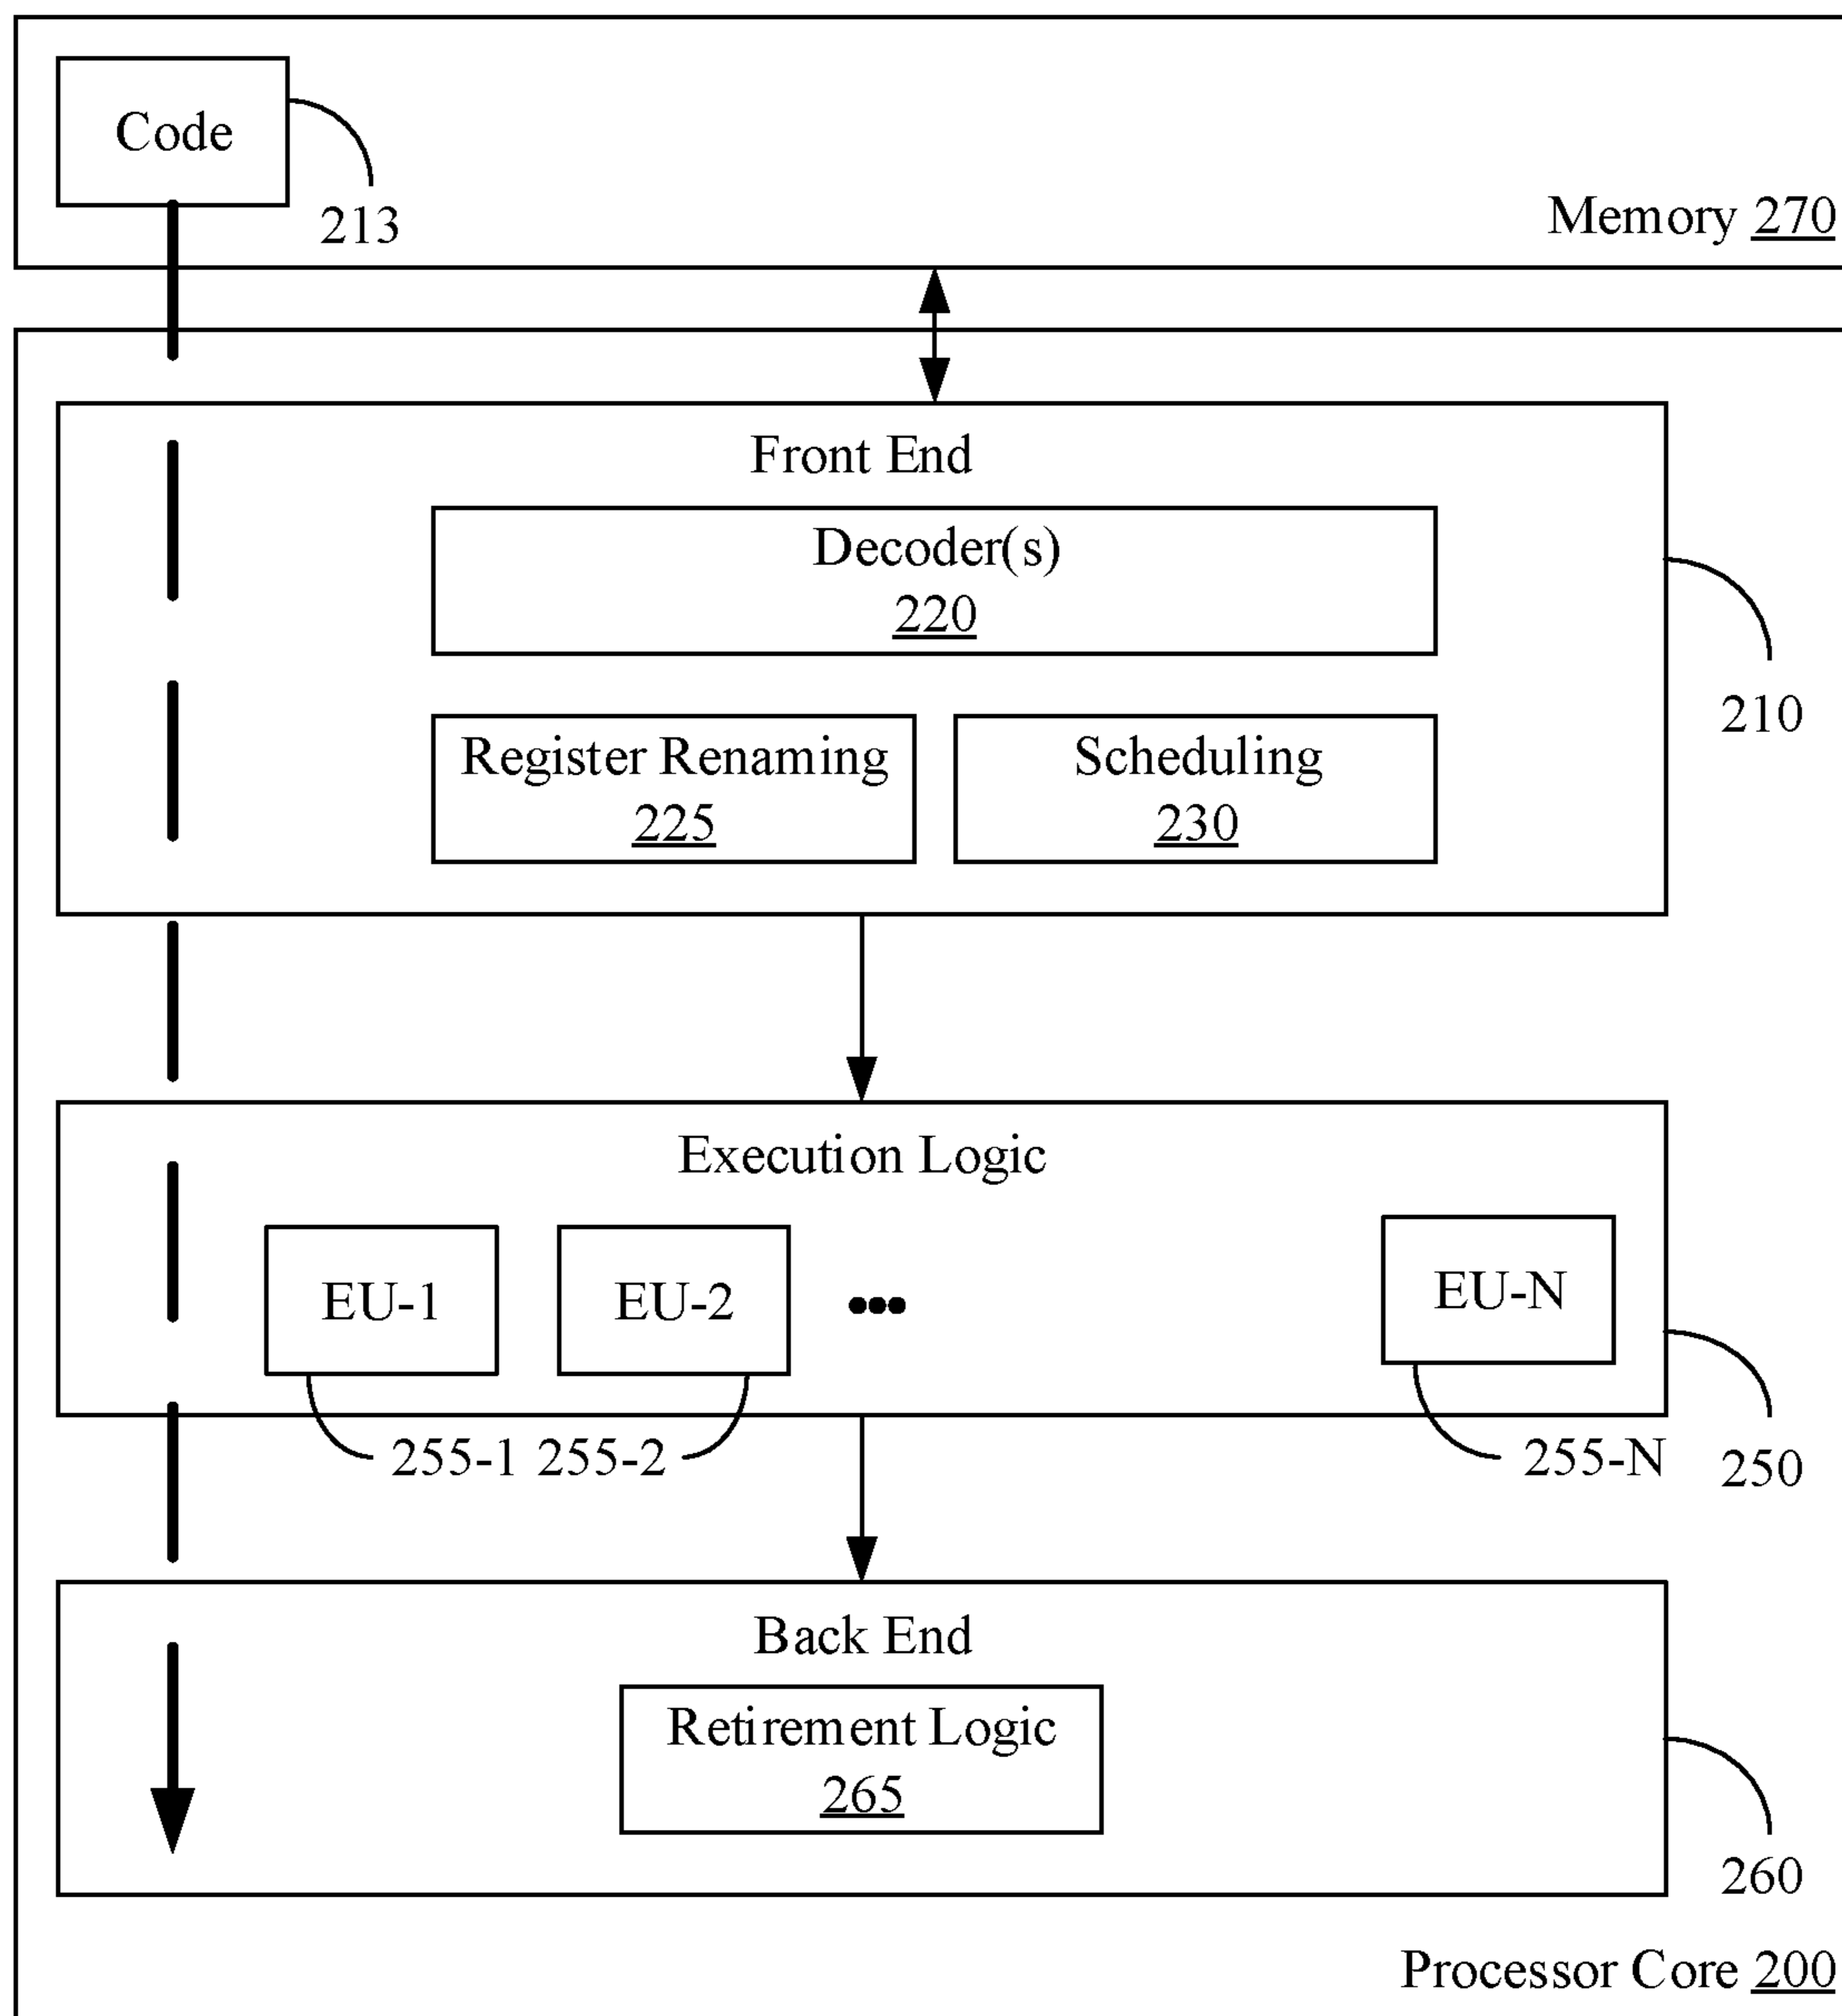 Code
213
Memory 270
Front End
Decoder(s)
220
210
Register Renaming
225
Scheduling
230
Execution Logic
EU-1
EU-2
•••
EU-N
255-1
255-2
255-N
250
Back End
Retirement Logic
265
260
Processor Core 200